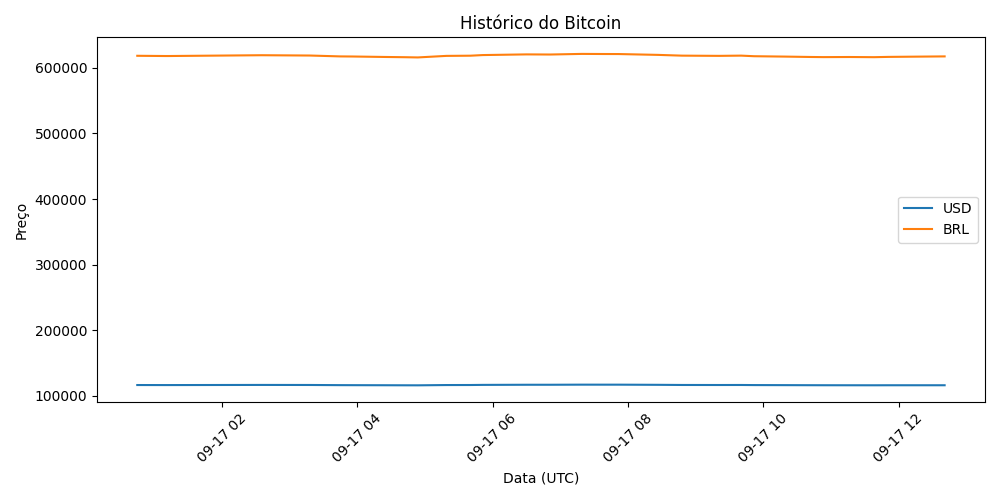 Histórico do Bitcoin
Preço
600000
500000
400000
300000
200000
100000
USD
BRL
09-17 02
09-17 04
09-17 06
09-17 08
09-17 10
09-17 12
Data (UTC)